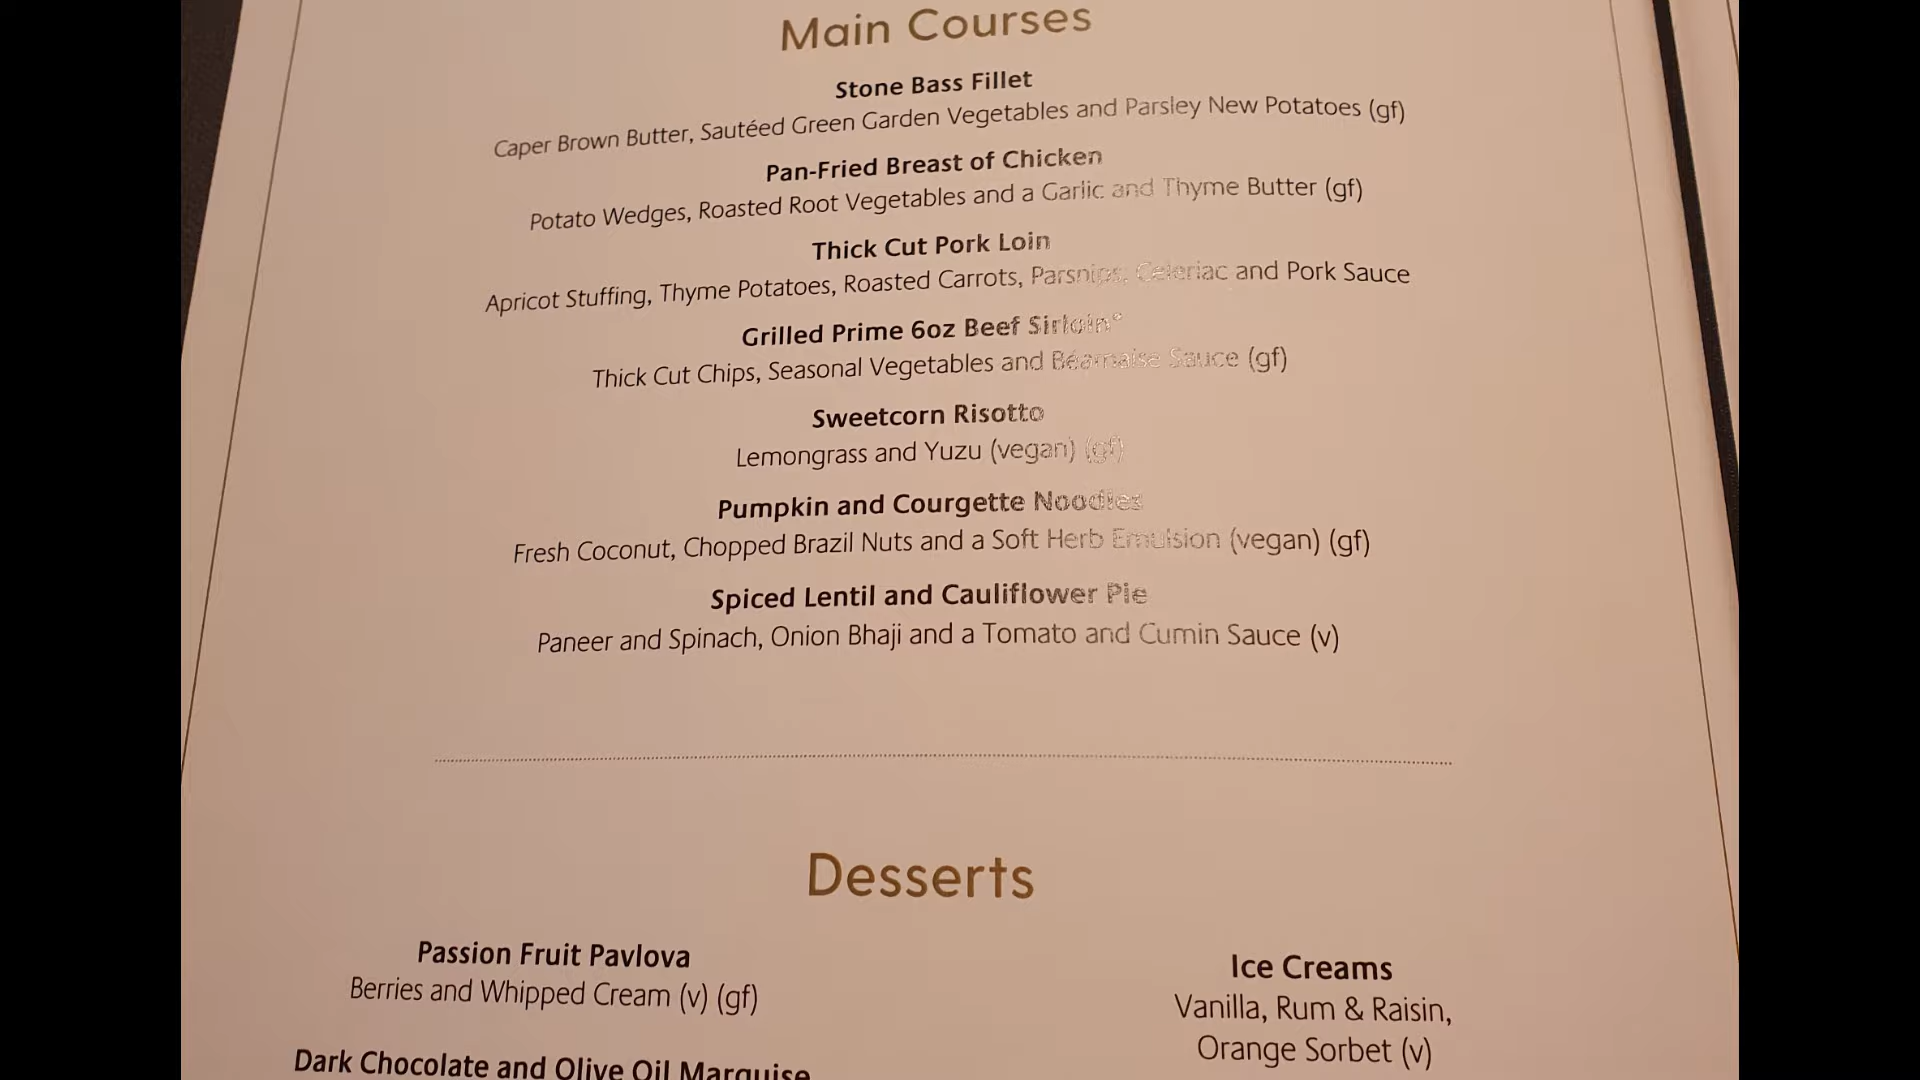 Main Courses
Stone Bass Fillet
Caper Brown Butter, Sautéed Green Garden Vegetables and Parsley New Potatoes (gf)
Pan-Fried Breast of Chicken
Potato Wedges, Roasted Root Vegetables and a Garlic and Thyme Butter (gf)
Thick Cut Pork Loin
Apricot Stuffing, Thyme Potatoes, Roasted Carrots, Parsnips, Celeriac and Pork Sauce
Grilled Prime 6oz Beef Sirloin°
Thick Cut Chips, Seasonal Vegetables and Béarnaise Sauce (gf)
Sweetcorn Risotto
Lemongrass and Yuzu (vegan) (gf)
Pumpkin and Courgette Noodles
Fresh Coconut, Chopped Brazil Nuts and a Soft Herb Emulsion (vegan) (gf)
Spiced Lentil and Cauliflower Pie
Paneer and Spinach, Onion Bhaji and a Tomato and Cumin Sauce (v)
Desserts
Passion Fruit Pavlova
Berries and Whipped Cream (v) (gf)
Dark Chocolate and Olive Oil Marquise
Ice Creams
Vanilla, Rum & Raisin,
Orange Sorbet (v)